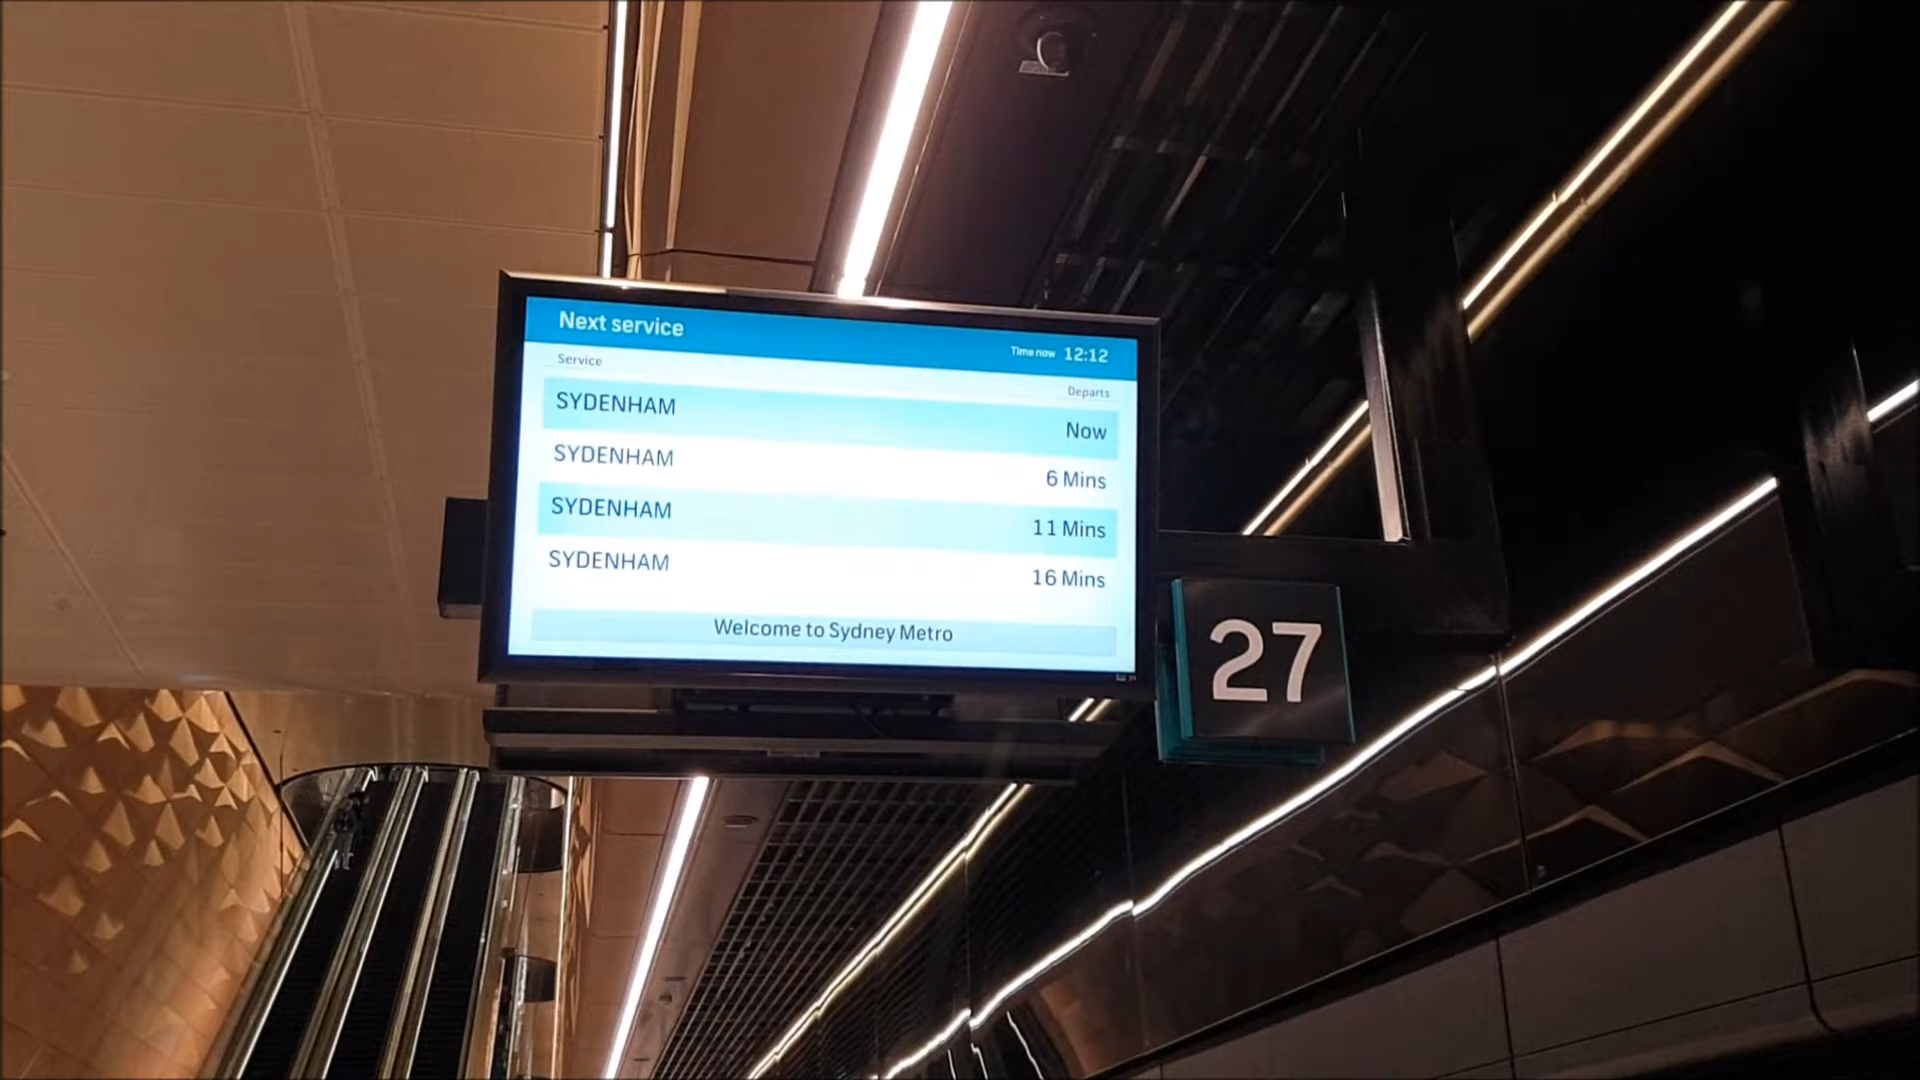 Next service
Time now 12:12
Service Departs
SYDENHAM Now
SYDENHAM 6 Mins
SYDENHAM 11 Mins
SYDENHAM 16 Mins
Welcome to Sydney Metro
27